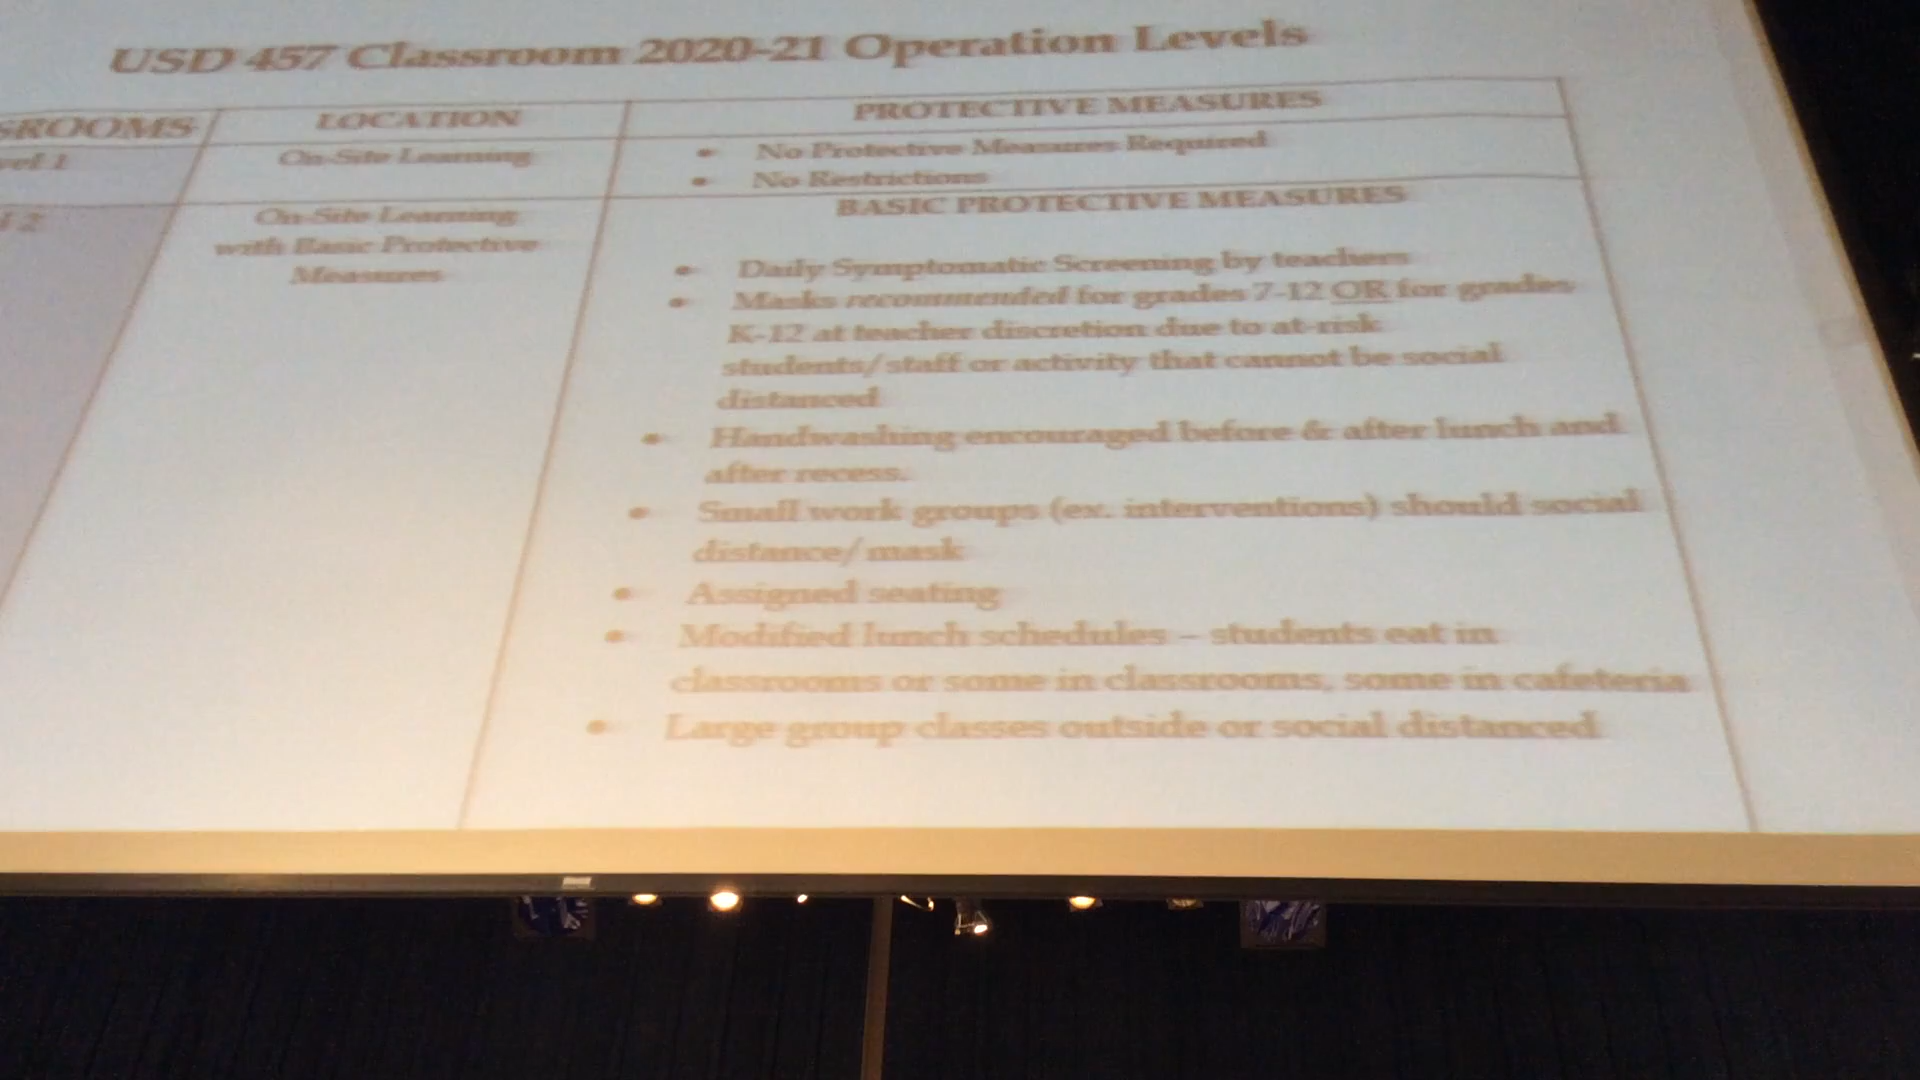 USD 457 Classroom 2020-21 Operation Levels
SROOMS LOCATION PROTECTIVE MEASURES
vel 1 On-Site Learning • No Protective Measures Required
• No Restrictions
l 2 On-Site Learning
with Basic Protective
Measures
BASIC PROTECTIVE MEASURES
• Daily Symptomatic Screening by teachers
• Masks recommended for grades 7-12 OR for grades
K-12 at teacher discretion due to at-risk
students/staff or activity that cannot be social
distanced
• Handwashing encouraged before & after lunch and
after recess.
• Small work groups (ex. interventions) should social
distance/mask
• Assigned seating
• Modified lunch schedules – students eat in
classrooms or some in classrooms, some in cafeteria
• Large group classes outside or social distanced